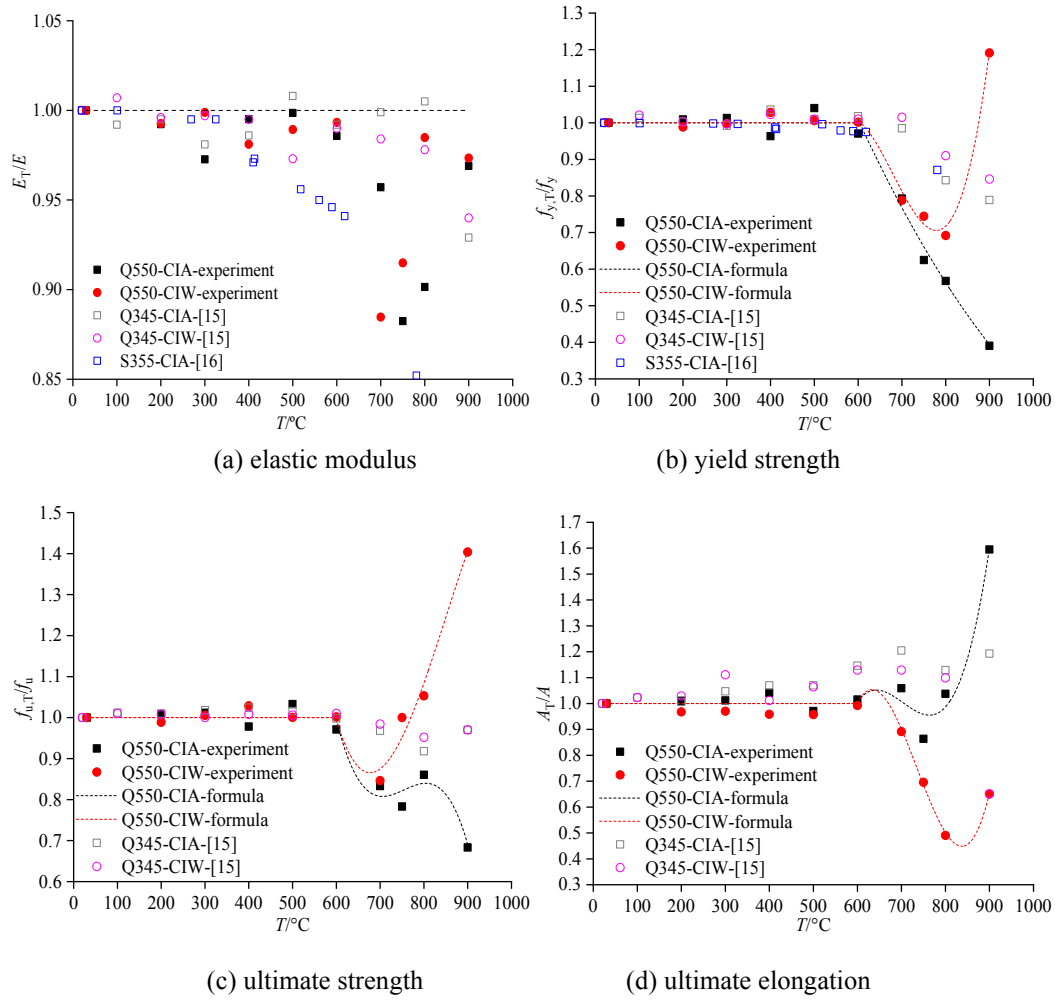 1.05
1.00
0.95
0.90
0.85
E_T/E
Q550-CIA-experiment
Q550-CIW-experiment
Q345-CIA-[15]
Q345-CIW-[15]
S355-CIA-[16]
0 100 200 300 400 500 600 700 800 900 1000
T/°C
(a) elastic modulus
1.3
1.2
1.1
1.0
0.9
0.8
0.7
0.6
0.5
0.4
0.3
f_y,T/f_y
Q550-CIA-experiment
Q550-CIW-experiment
Q550-CIA-formula
Q550-CIW-formula
Q345-CIA-[15]
Q345-CIW-[15]
S355-CIA-[16]
0 100 200 300 400 500 600 700 800 900 1000
T/°C
(b) yield strength
1.5
1.4
1.3
1.2
1.1
1.0
0.9
0.8
0.7
0.6
f_u,T/f_u
Q550-CIA-experiment
Q550-CIW-experiment
Q550-CIA-formula
Q550-CIW-formula
Q345-CIA-[15]
Q345-CIW-[15]
0 100 200 300 400 500 600 700 800 900 1000
T/°C
(c) ultimate strength
1.7
1.6
1.5
1.4
1.3
1.2
1.1
1.0
0.9
0.8
0.7
0.6
0.5
0.4
0.3
A_T/A
Q550-CIA-experiment
Q550-CIW-experiment
Q550-CIA-formula
Q550-CIW-formula
Q345-CIA-[15]
Q345-CIW-[15]
0 100 200 300 400 500 600 700 800 900 1000
T/°C
(d) ultimate elongation